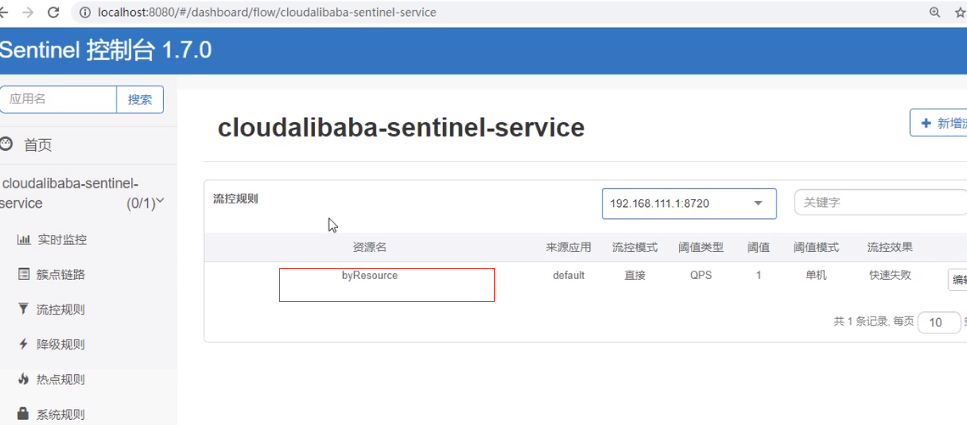 localhost:8080/#/dashboard/flow/cloudalibaba-sentinel-service
Sentinel 控制台 1.7.0
应用名 搜索
首页
cloudalibaba-sentinel-
service (0/1)
实时监控
簇点链路
流控规则
降级规则
热点规则
系统规则
cloudalibaba-sentinel-service
+ 新增
流控规则 192.168.111.1:8720 关键字
资源名 来源应用 流控模式 阈值类型 阈值 阈值模式 流控效果
byResource default 直接 QPS 1 单机 快速失败
共 1 条记录, 每页 10